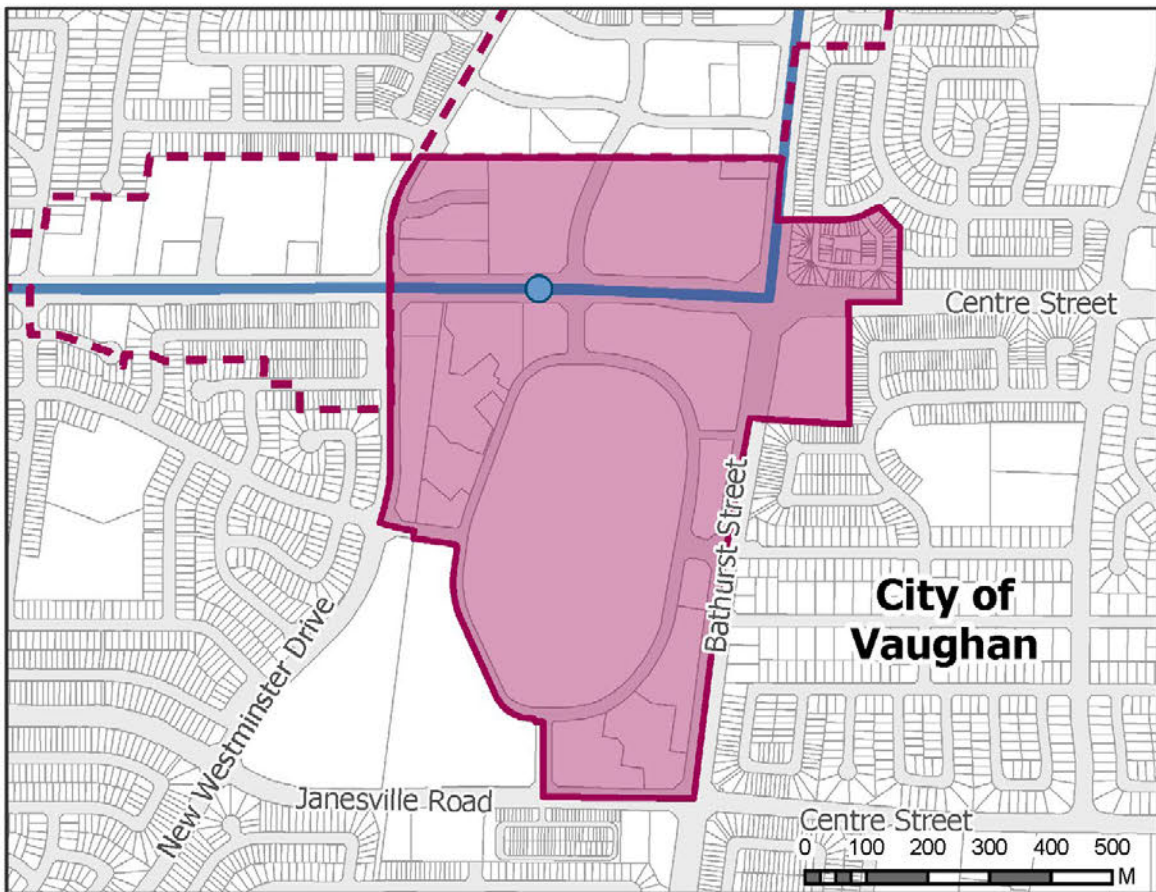 Centre Street
Bathurst Street
City of
Vaughan
New Westminster Drive
Janesville Road
Centre Street
0 100 200 300 400 500
M